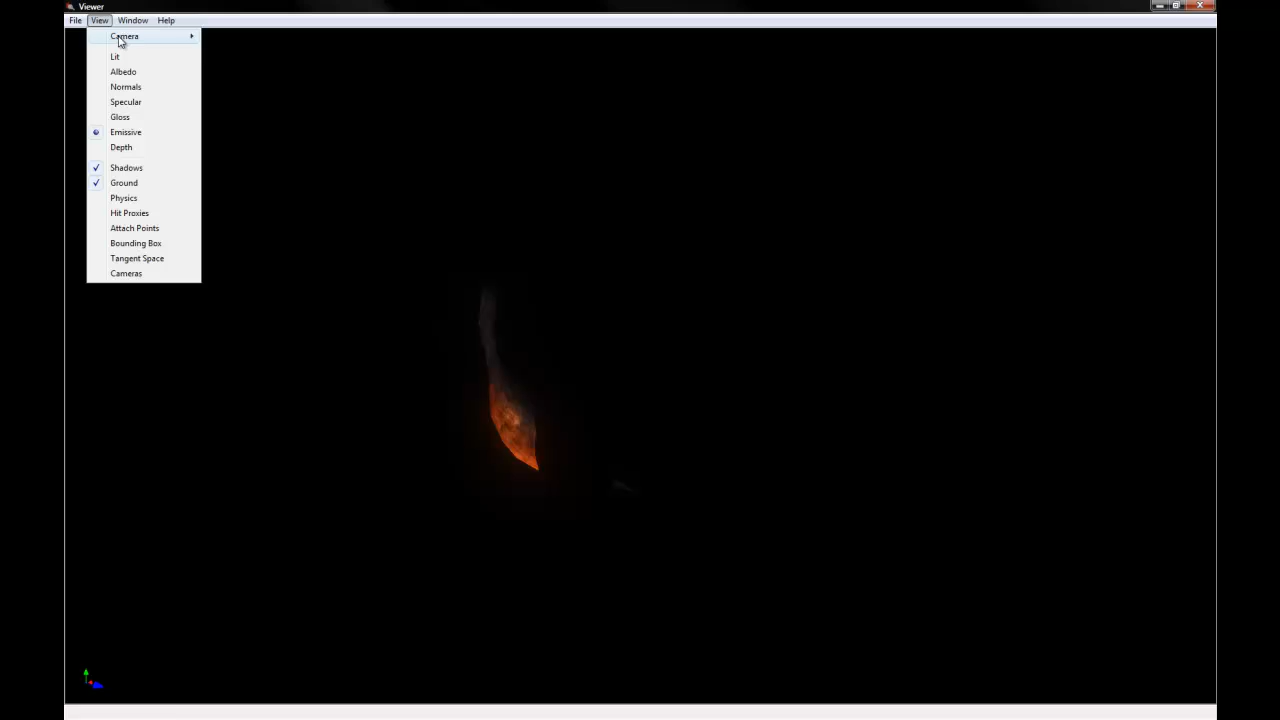 Viewer
File View Window Help
Camera
Lit
Albedo
Normals
Specular
Gloss
Emissive
Depth
Shadows
Ground
Physics
Hit Proxies
Attach Points
Bounding Box
Tangent Space
Cameras